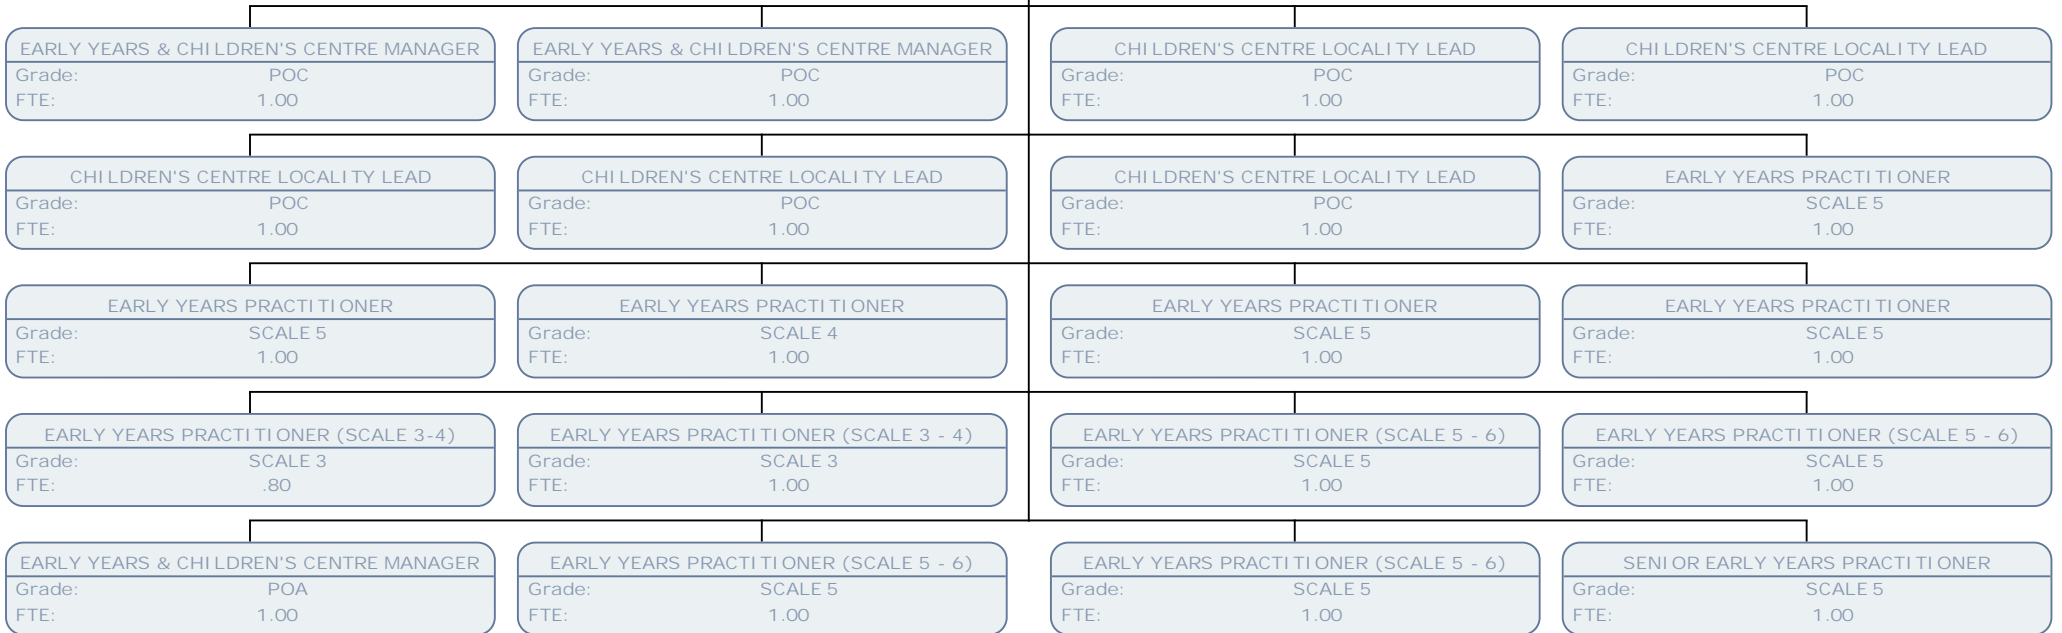 EARLY YEARS & CHILDREN'S CENTRE MANAGER
Grade: POC
FTE: 1.00
EARLY YEARS & CHILDREN'S CENTRE MANAGER
Grade: POC
FTE: 1.00
CHILDREN'S CENTRE LOCALITY LEAD
Grade: POC
FTE: 1.00
CHILDREN'S CENTRE LOCALITY LEAD
Grade: POC
FTE: 1.00
CHILDREN'S CENTRE LOCALITY LEAD
Grade: POC
FTE: 1.00
CHILDREN'S CENTRE LOCALITY LEAD
Grade: POC
FTE: 1.00
CHILDREN'S CENTRE LOCALITY LEAD
Grade: POC
FTE: 1.00
EARLY YEARS PRACTITIONER
Grade: SCALE 5
FTE: 1.00
EARLY YEARS PRACTITIONER
Grade: SCALE 5
FTE: 1.00
EARLY YEARS PRACTITIONER
Grade: SCALE 4
FTE: 1.00
EARLY YEARS PRACTITIONER
Grade: SCALE 5
FTE: 1.00
EARLY YEARS PRACTITIONER
Grade: SCALE 5
FTE: 1.00
EARLY YEARS PRACTITIONER (SCALE 3-4)
Grade: SCALE 3
FTE: .80
EARLY YEARS PRACTITIONER (SCALE 3 - 4)
Grade: SCALE 3
FTE: 1.00
EARLY YEARS PRACTITIONER (SCALE 5 - 6)
Grade: SCALE 5
FTE: 1.00
EARLY YEARS PRACTITIONER (SCALE 5 - 6)
Grade: SCALE 5
FTE: 1.00
EARLY YEARS & CHILDREN'S CENTRE MANAGER
Grade: POA
FTE: 1.00
EARLY YEARS PRACTITIONER (SCALE 5 - 6)
Grade: SCALE 5
FTE: 1.00
EARLY YEARS PRACTITIONER (SCALE 5 - 6)
Grade: SCALE 5
FTE: 1.00
SENIOR EARLY YEARS PRACTITIONER
Grade: SCALE 5
FTE: 1.00